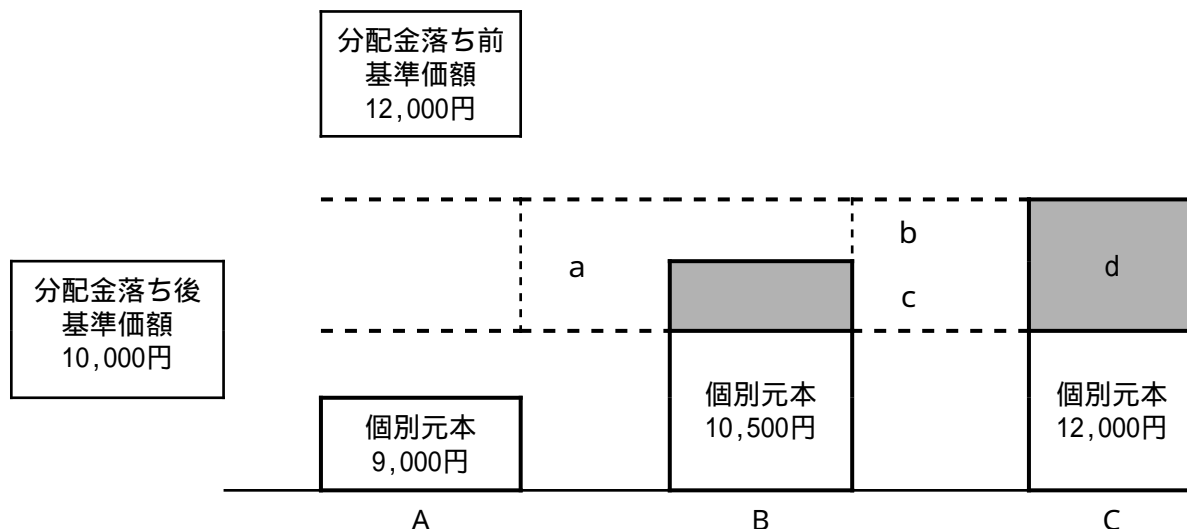 分配金落ち前
基準価額
12,000円
b
a
d
c
分配金落ち後
基準価額
10,000円
個別元本
9,000円
個別元本
10,500円
個別元本
12,000円
A
B
C